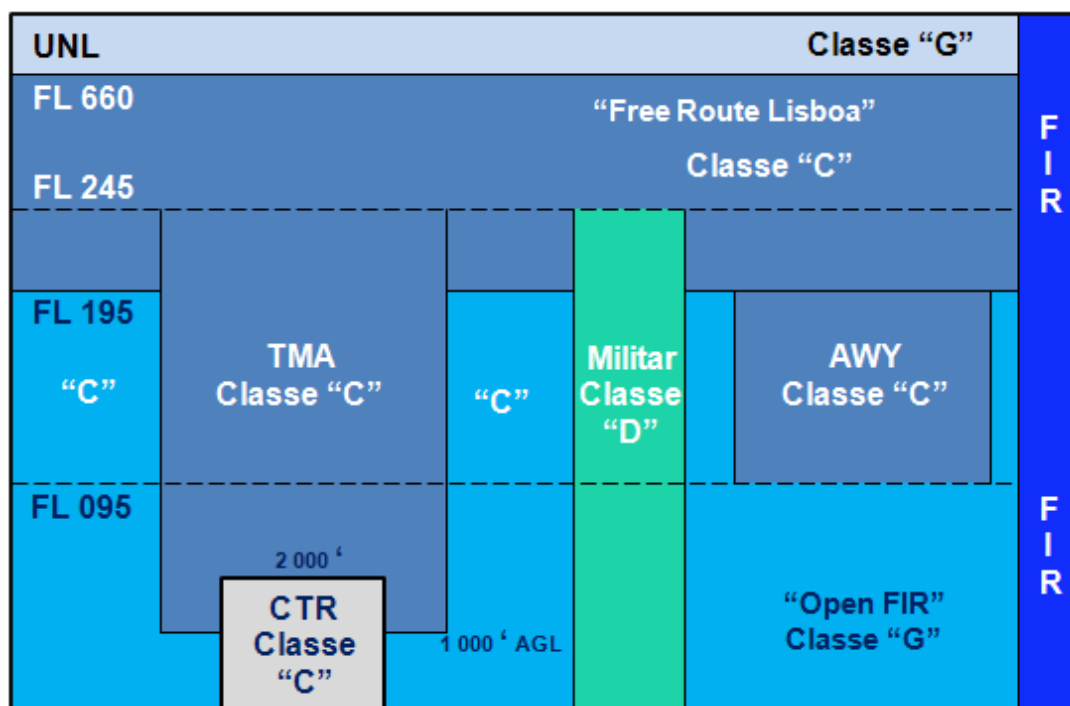 UNL
Classe “G”
FL 660
“Free Route Lisboa”
Classe “C”
FL 245
F
I
R
FL 195
“C”
TMA
Classe “C”
“C”
Militar
Classe
“D”
AWY
Classe “C”
FL 095
2 000 ‘
CTR
Classe
“C”
1 000 ‘ AGL
“Open FIR”
Classe “G”
F
I
R